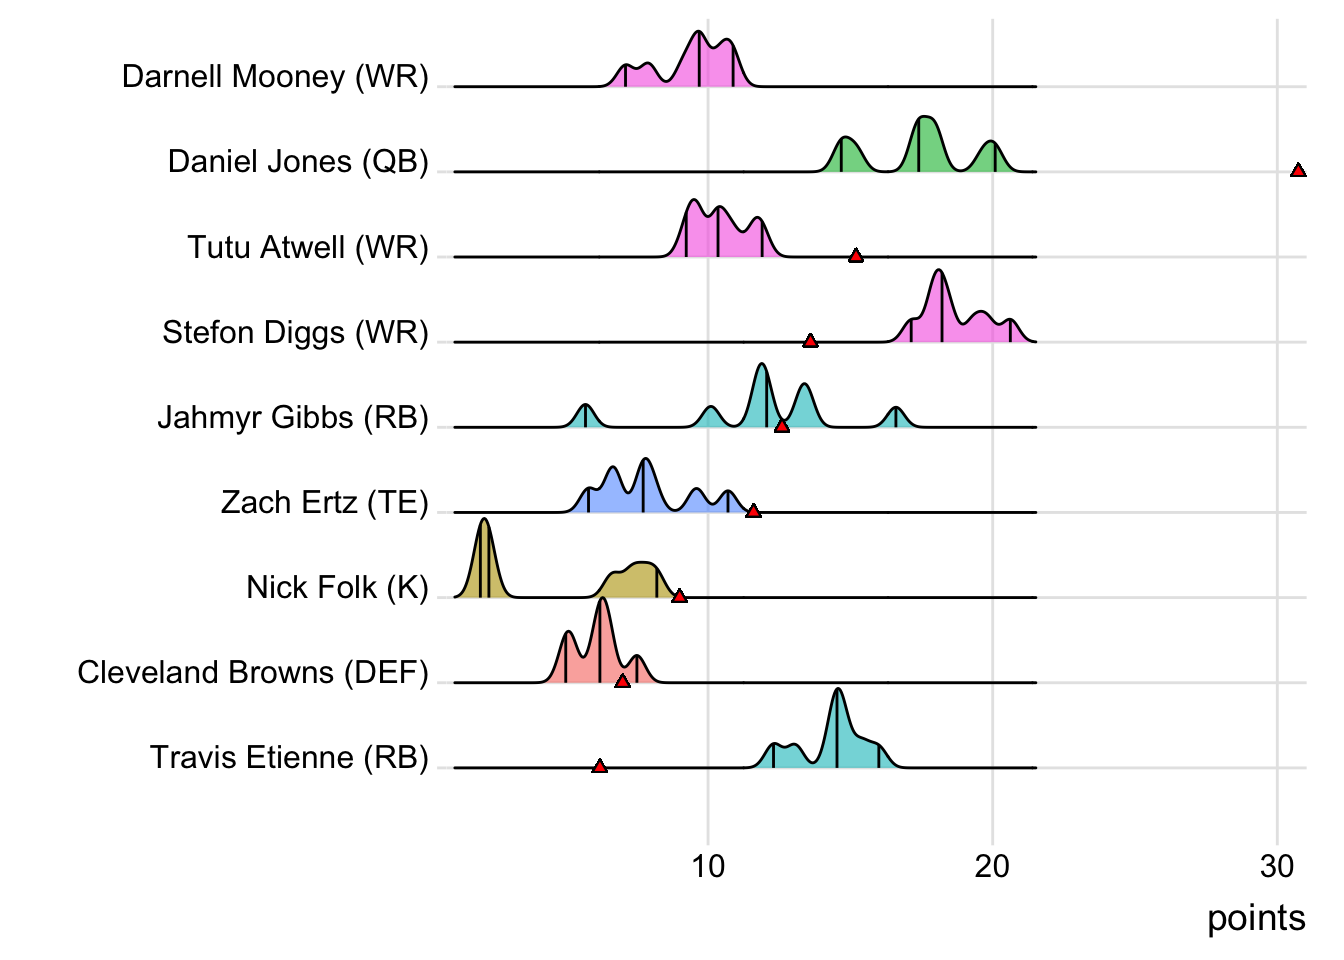 Darnell Mooney (WR)
Daniel Jones (QB)
Tutu Atwell (WR)
Stefon Diggs (WR)
Jahmyr Gibbs (RB)
Zach Ertz (TE)
Nick Folk (K)
Cleveland Browns (DEF)
Travis Etienne (RB)
10 20 30
points